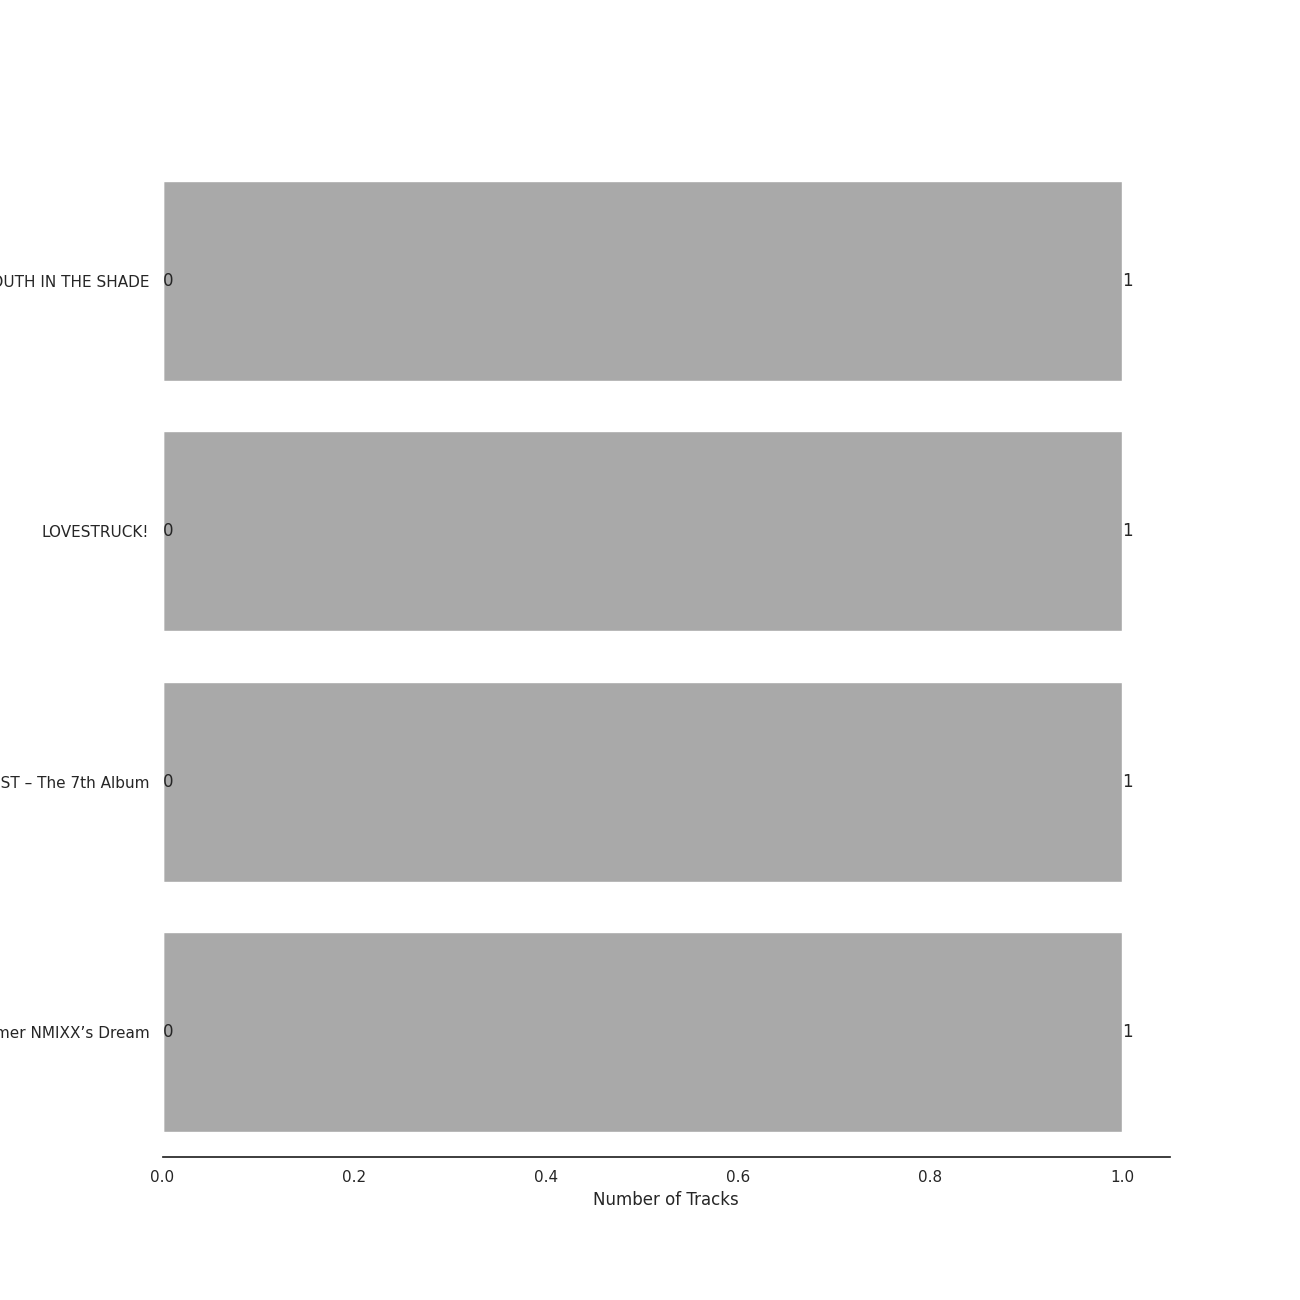 OUTH IN THE SHADE 0 1
LOVESTRUCK! 0 1
ST – The 7th Album 0 1
mer NMIXX’s Dream 0 1
0.0 0.2 0.4 0.6 0.8 1.0
Number of Tracks